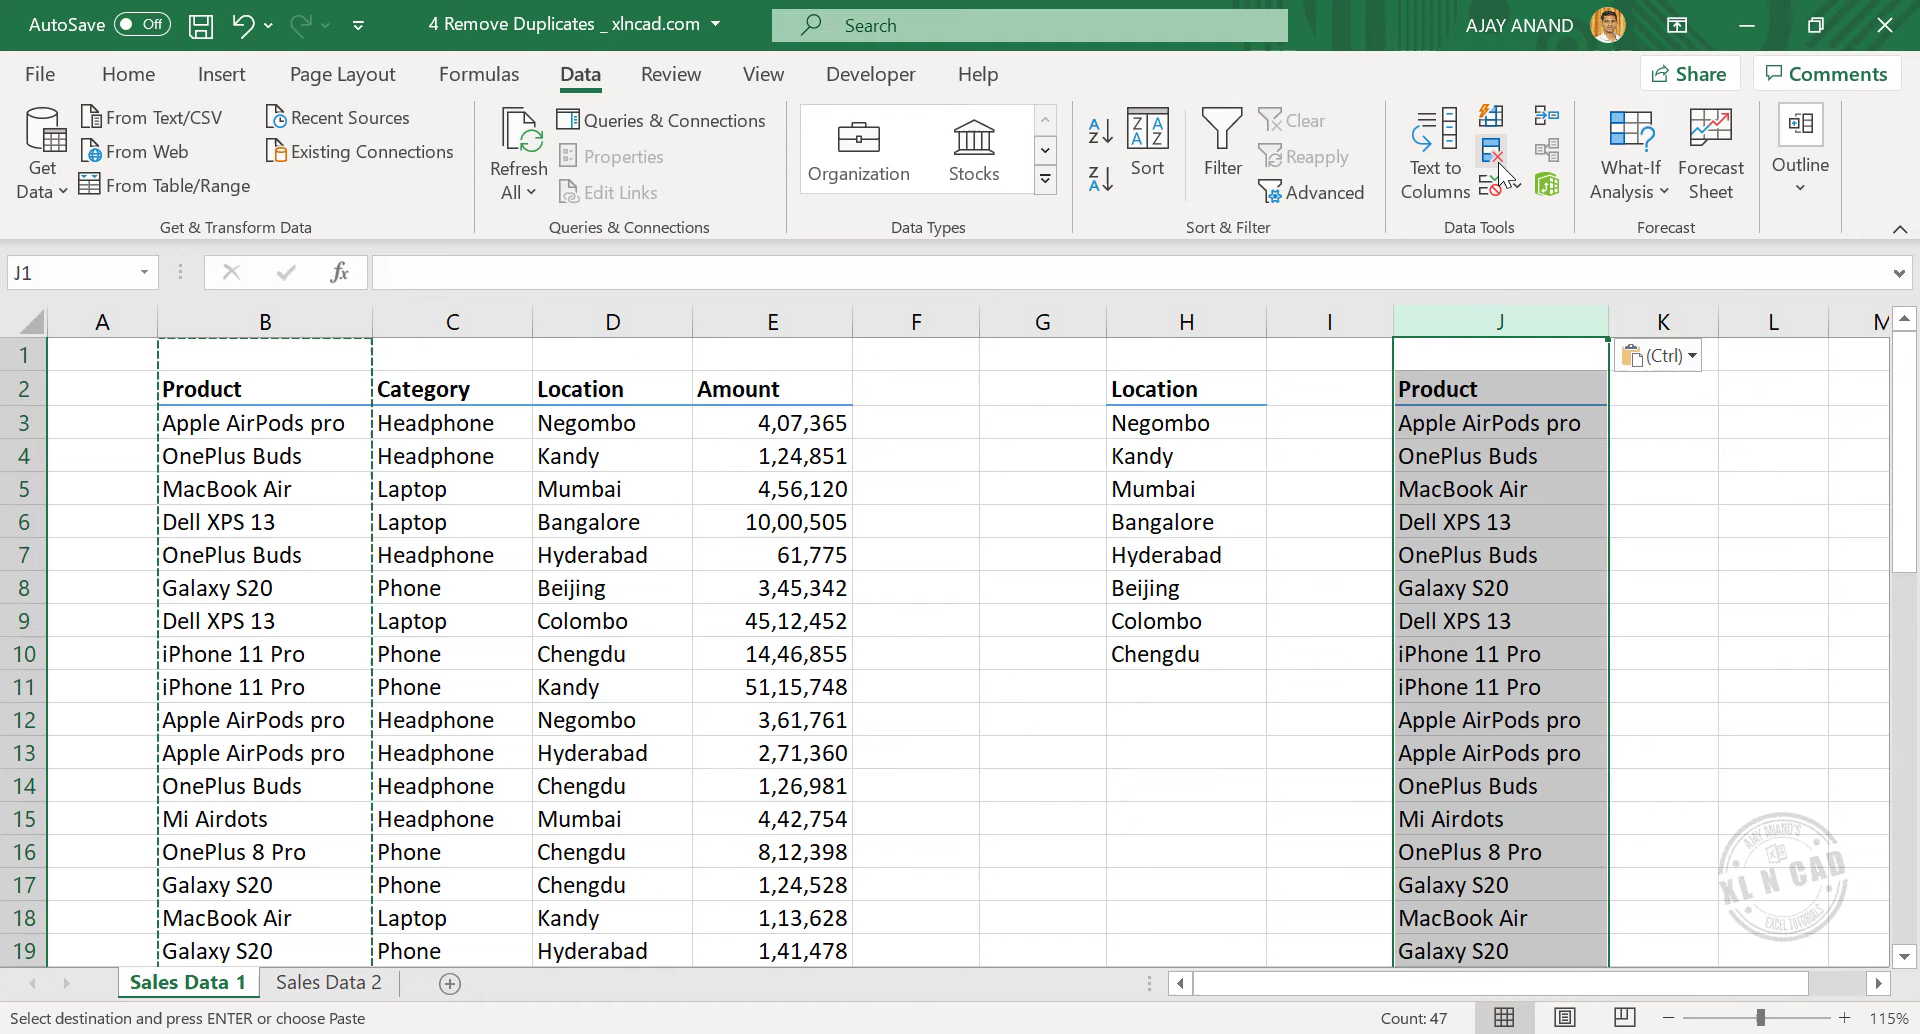 AutoSave Off 4 Remove Duplicates _ xlncad.com Search AJAY ANAND
File Home Insert Page Layout Formulas Data Review View Developer Help Share Comments
Get Data
From Text/CSV
From Web
From Table/Range
Recent Sources
Existing Connections
Get & Transform Data
Refresh All
Queries & Connections
Properties
Edit Links
Queries & Connections
Organization Stocks
Data Types
Sort
Filter
Clear
Reapply
Advanced
Sort & Filter
Text to Columns
Data Tools
What-If Analysis
Forecast Sheet
Forecast
Outline
J1 fx
A B C D E F G H I J K L M
1 (Ctrl)
2 Product Category Location Amount Location Product
3 Apple AirPods pro Headphone Negombo 4,07,365 Negombo Apple AirPods pro
4 OnePlus Buds Headphone Kandy 1,24,851 Kandy OnePlus Buds
5 MacBook Air Laptop Mumbai 4,56,120 Mumbai MacBook Air
6 Dell XPS 13 Laptop Bangalore 10,00,505 Bangalore Dell XPS 13
7 OnePlus Buds Headphone Hyderabad 61,775 Hyderabad OnePlus Buds
8 Galaxy S20 Phone Beijing 3,45,342 Beijing Galaxy S20
9 Dell XPS 13 Laptop Colombo 45,12,452 Colombo Dell XPS 13
10 iPhone 11 Pro Phone Chengdu 14,46,855 Chengdu iPhone 11 Pro
11 iPhone 11 Pro Phone Kandy 51,15,748 iPhone 11 Pro
12 Apple AirPods pro Headphone Negombo 3,61,761 Apple AirPods pro
13 Apple AirPods pro Headphone Hyderabad 2,71,360 Apple AirPods pro
14 OnePlus Buds Headphone Chengdu 1,26,981 OnePlus Buds
15 Mi Airdots Headphone Mumbai 4,42,754 Mi Airdots
16 OnePlus 8 Pro Phone Chengdu 8,12,398 OnePlus 8 Pro
17 Galaxy S20 Phone Chengdu 1,24,528 Galaxy S20
18 MacBook Air Laptop Kandy 1,13,628 MacBook Air
19 Galaxy S20 Phone Hyderabad 1,41,478 Galaxy S20
AJAY ANAND'S
XL N CAD
EXCEL TUTORIALS
Sales Data 1 Sales Data 2
Select destination and press ENTER or choose Paste Count: 47 115%